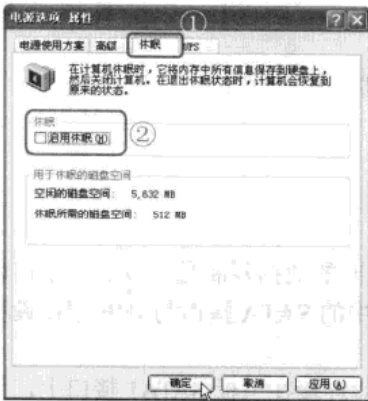 电源选项 属性
①
电源使用方案 高级 休眠 UPS
在计算机休眠时，它将内存中所有信息保存到硬盘上，
然后关闭计算机。在退出休眠状态时，计算机会恢复到
原来的状态。
休眠
启用休眠(H)
②
用于休眠的磁盘空间
空闲的磁盘空间: 5,632 MB
休眠所需的磁盘空间: 512 MB
确定 取消 应用(A)